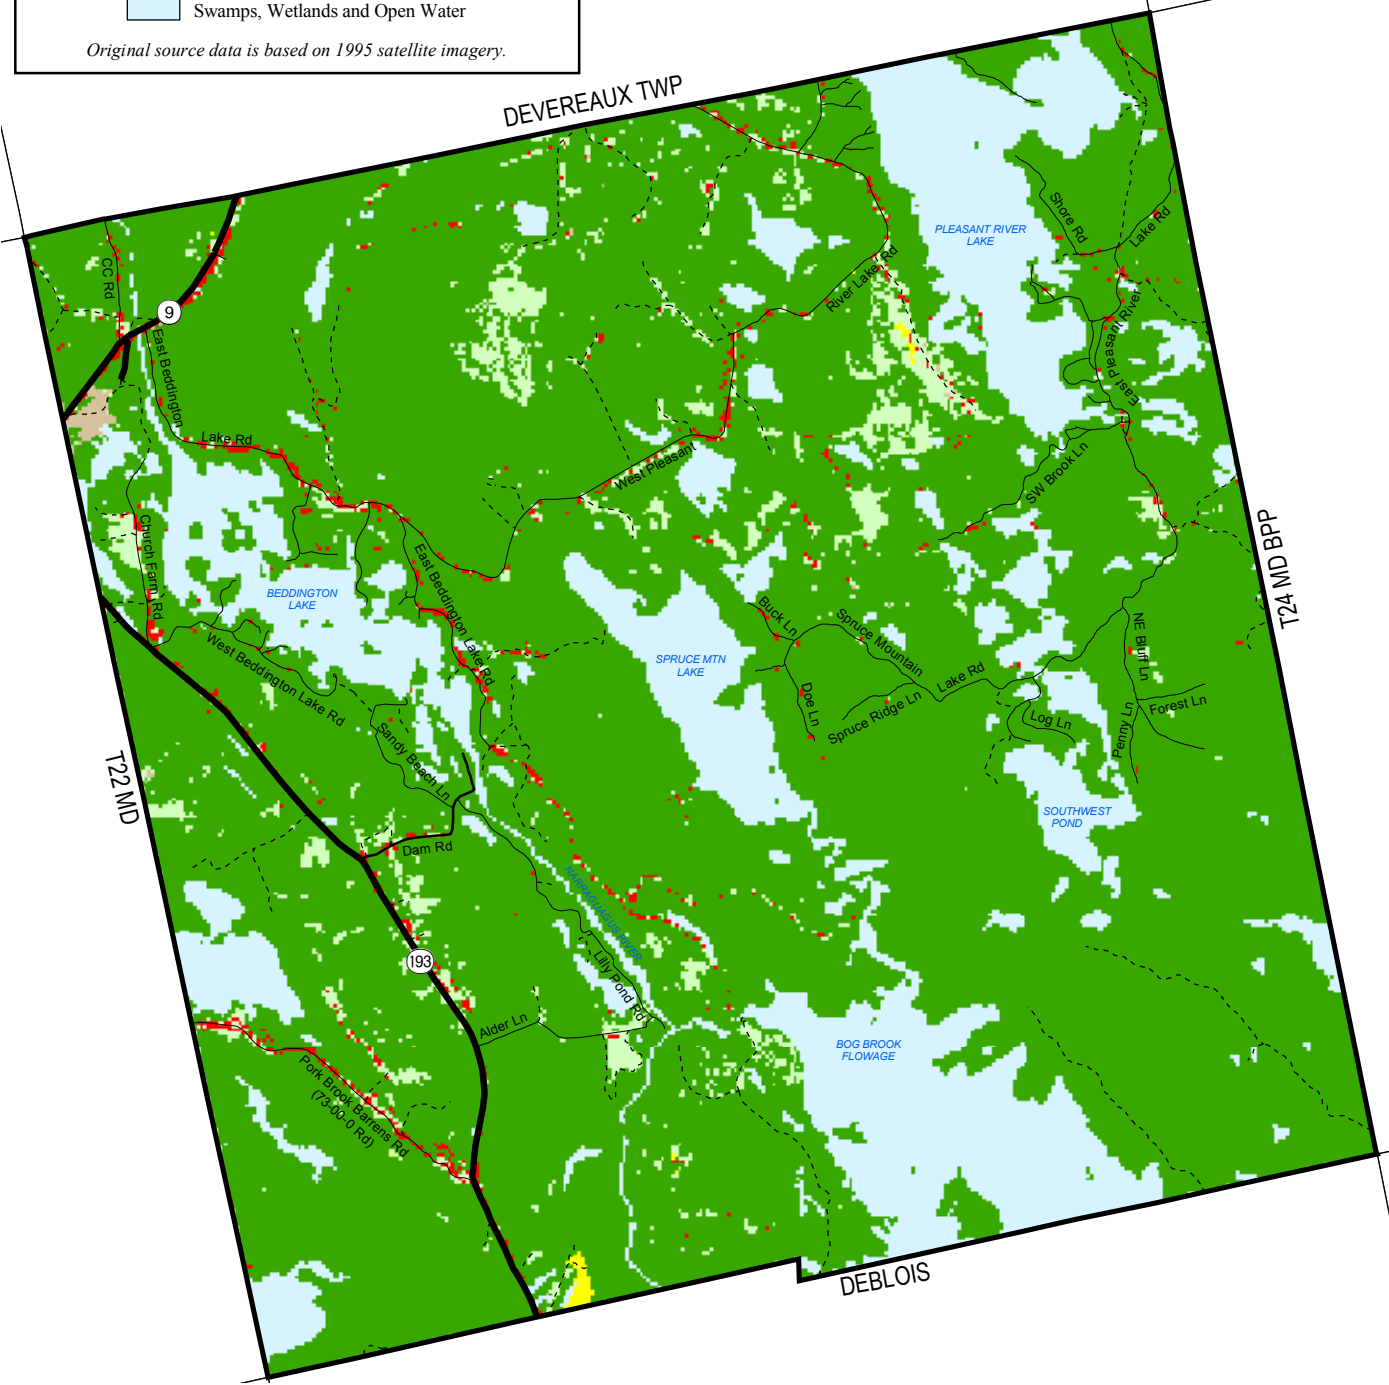 Swamps, Wetlands and Open Water
Original source data is based on 1995 satellite imagery.
DEVEREAUX TWP
PLEASANT RIVER
LAKE
Shore Rd
Lake Rd
CC Rd
9
River Lake Rd
East Pleasant River
East Beddington
Lake Rd
West Pleasant
SW Brook Ln
T24 MD BPP
Church Farm Rd
East Beddington Lake Rd
BEDDINGTON
LAKE
Buck Ln
Spruce Mountain
Lake Rd
NE Bluff Ln
West Beddington Lake Rd
SPRUCE MTN
LAKE
Doe Ln
Spruce Ridge Ln
Log Ln
Penny Ln
Forest Ln
T22 MD
Sandy Beach Ln
SOUTHWEST
POND
Dam Rd
NARRAGUAGUS RIVER
193
Lilly Pond Rd
Alder Ln
BOG BROOK
FLOWAGE
Pork Brook Barrens Rd
(73-00-0 Rd)
DEBLOIS